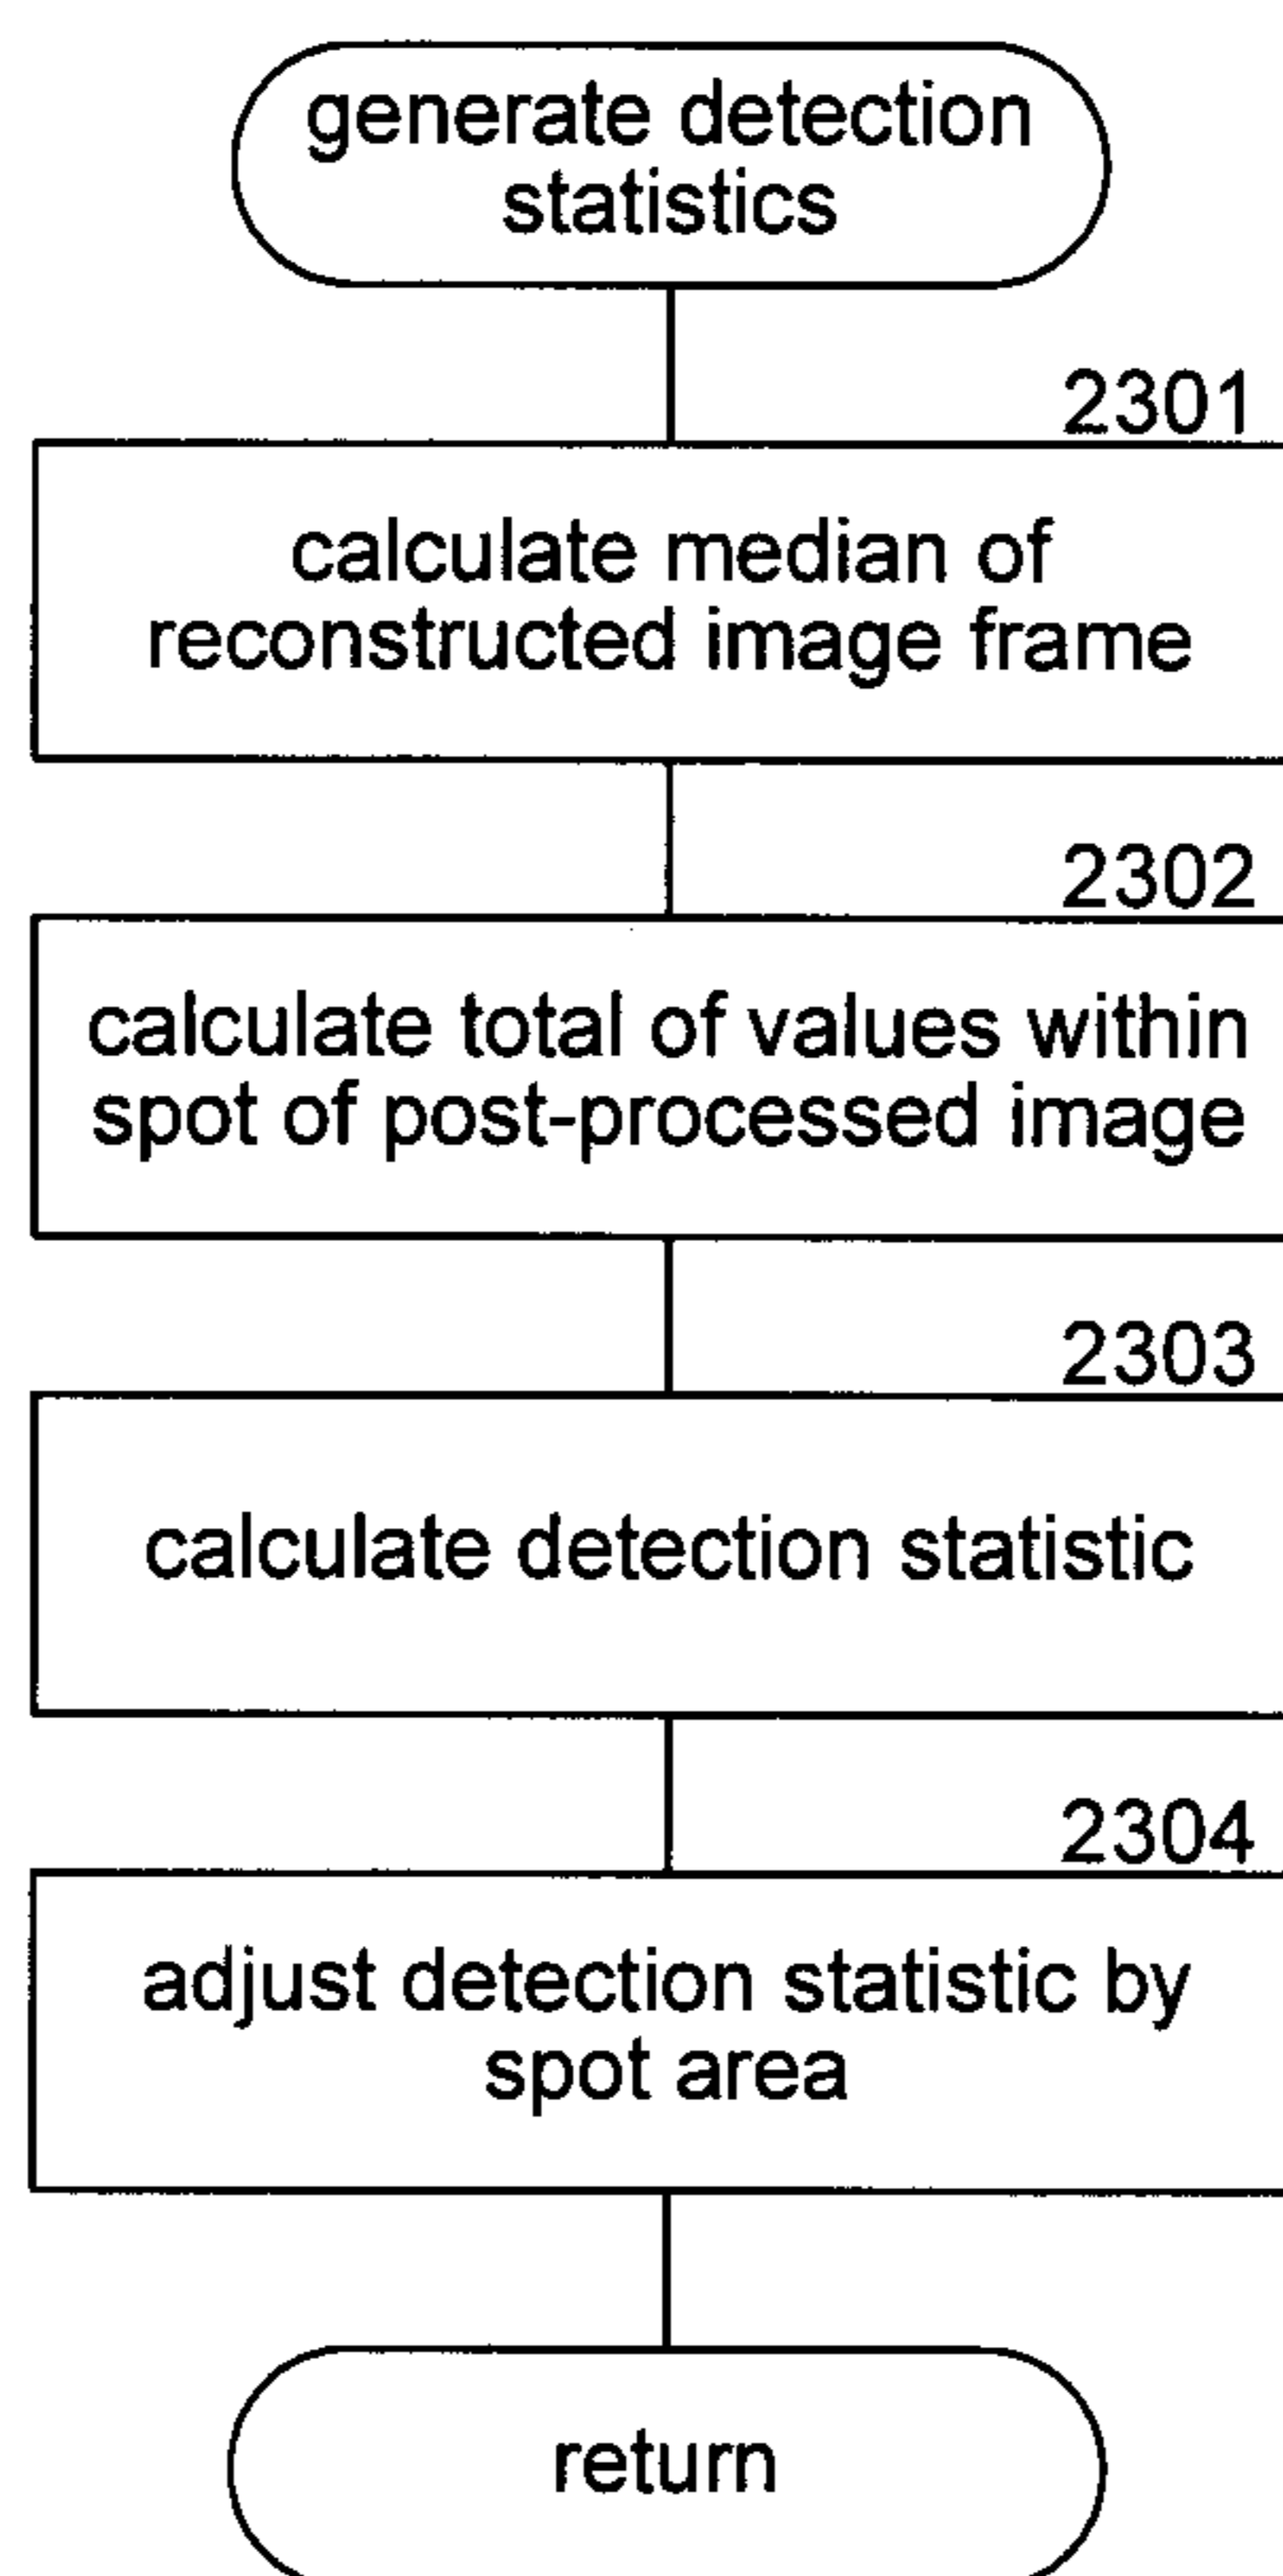 generate detection
statistics
2301
calculate median of
reconstructed image frame
2302
calculate total of values within
spot of post-processed image
2303
calculate detection statistic
2304
adjust detection statistic by
spot area
return